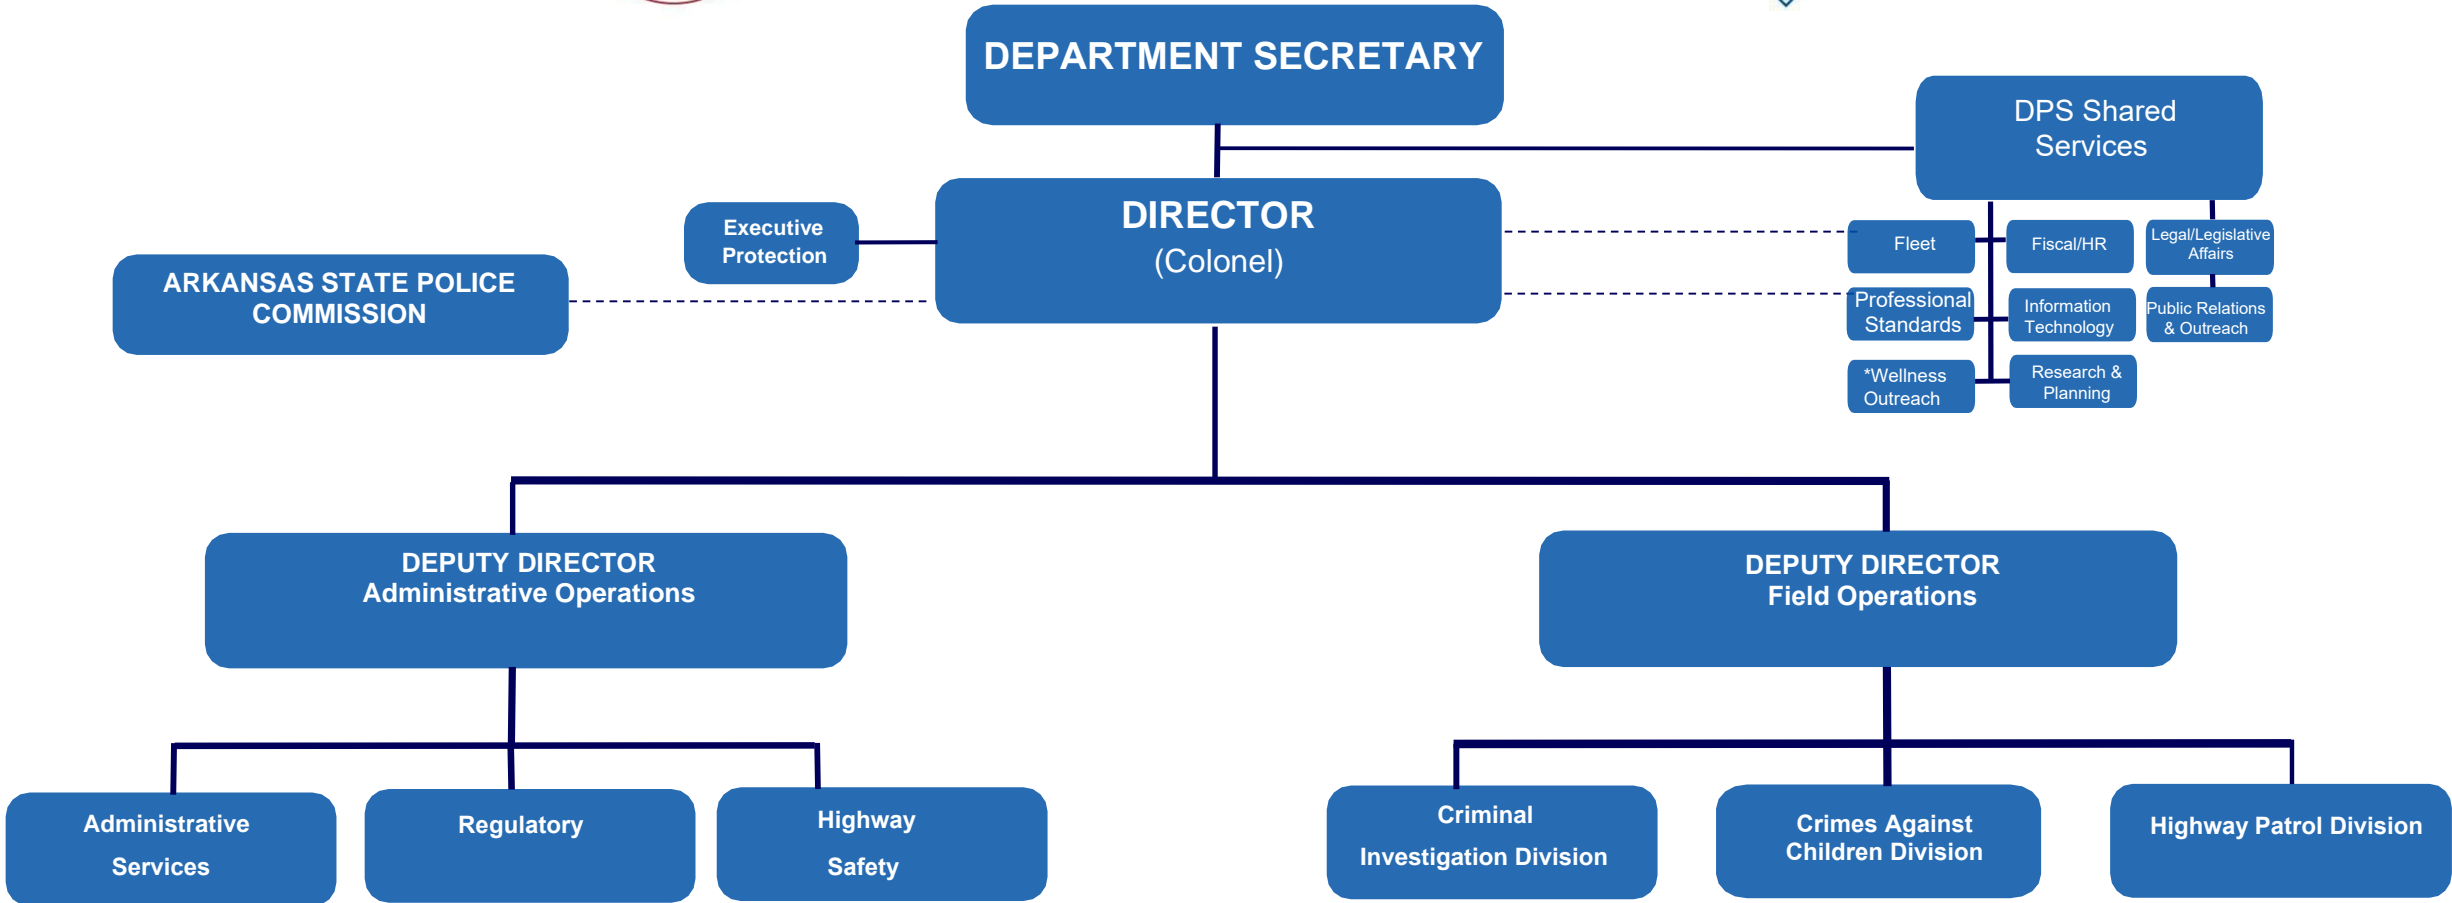 DEPARTMENT SECRETARY
DPS Shared
Services
DIRECTOR
(Colonel)
Executive
Protection
ARKANSAS STATE POLICE
COMMISSION
Fleet
Fiscal/HR
Legal/Legislative
Affairs
Professional
Standards
Information
Technology
Public Relations
& Outreach
*Wellness
Outreach
Research &
Planning
DEPUTY DIRECTOR
Administrative Operations
DEPUTY DIRECTOR
Field Operations
Administrative
Services
Regulatory
Highway
Safety
Criminal
Investigation Division
Crimes Against
Children Division
Highway Patrol Division